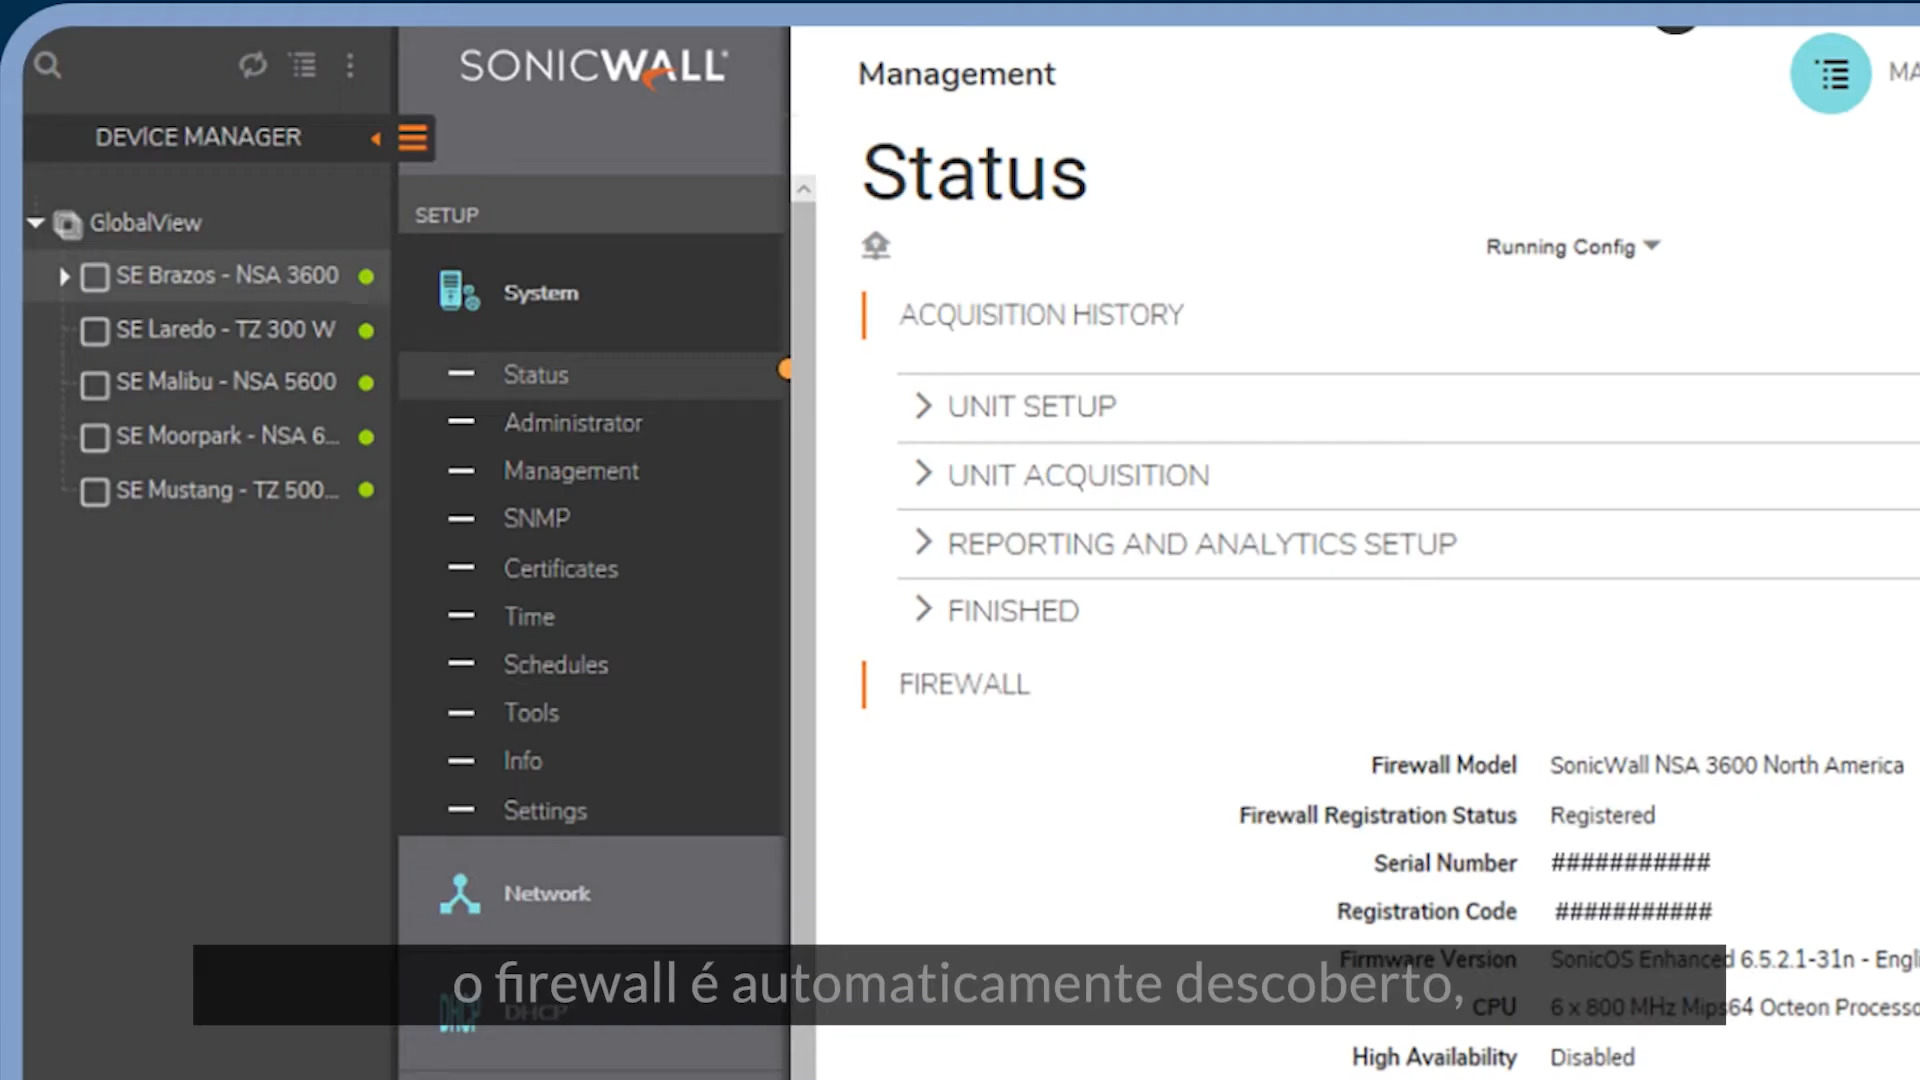 SONICWALL
Management
MA
DEVICE MANAGER
Status
GlobalView
SETUP
Running Config
SE Brazos - NSA 3600
System
ACQUISITION HISTORY
SE Laredo - TZ 300 W
SE Malibu - NSA 5600
Status
UNIT SETUP
SE Moorpark - NSA 6...
Administrator
Management
UNIT ACQUISITION
SE Mustang - TZ 500...
SNMP
REPORTING AND ANALYTICS SETUP
Certificates
Time
FINISHED
Schedules
FIREWALL
Tools
Info
Firewall Model SonicWall NSA 3600 North America
Settings
Firewall Registration Status Registered
Serial Number ###########
Network
Registration Code ###########
Firmware Version SonicOS Enhanced 6.5.2.1-31n - Engli
o firewall é automaticamente descoberto,
DHCP
CPU 6 x 800 MHz Mips64 Octeon Processo
High Availability Disabled